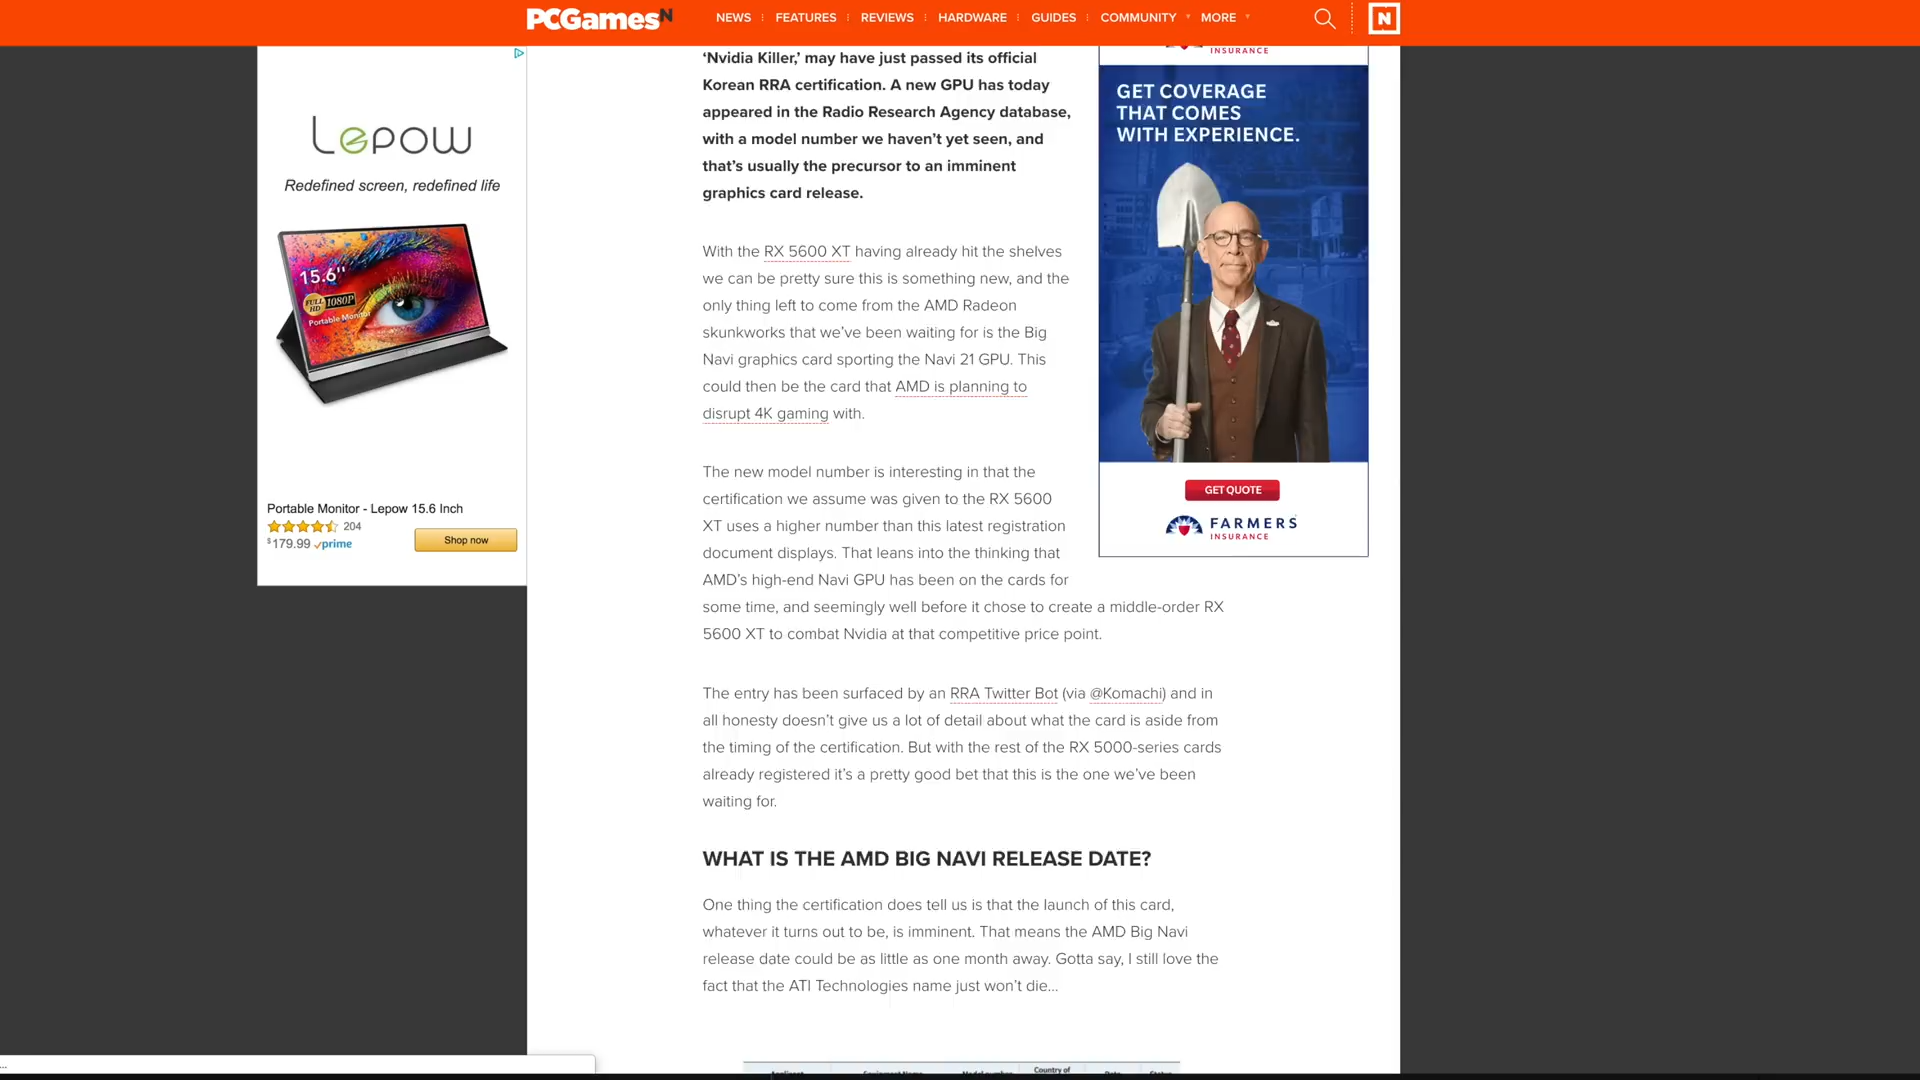 PCGamesN
NEWS
FEATURES
REVIEWS
HARDWARE
GUIDES
COMMUNITY
MORE
N
Lepow
Redefined screen, redefined life
15.6"
FULL HD 1080P
Portable Monitor
Portable Monitor - Lepow 15.6 Inch
204
$179.99 prime
Shop now
‘Nvidia Killer,’ may have just passed its official
Korean RRA certification. A new GPU has today
appeared in the Radio Research Agency database,
with a model number we haven’t yet seen, and
that’s usually the precursor to an imminent
graphics card release.
With the RX 5600 XT having already hit the shelves
we can be pretty sure this is something new, and the
only thing left to come from the AMD Radeon
skunkworks that we’ve been waiting for is the Big
Navi graphics card sporting the Navi 21 GPU. This
could then be the card that AMD is planning to
disrupt 4K gaming with.
The new model number is interesting in that the
certification we assume was given to the RX 5600
XT uses a higher number than this latest registration
document displays. That leans into the thinking that
AMD’s high-end Navi GPU has been on the cards for
some time, and seemingly well before it chose to create a middle-order RX
5600 XT to combat Nvidia at that competitive price point.
The entry has been surfaced by an RRA Twitter Bot (via @Komachi) and in
all honesty doesn’t give us a lot of detail about what the card is aside from
the timing of the certification. But with the rest of the RX 5000-series cards
already registered it’s a pretty good bet that this is the one we’ve been
waiting for.
WHAT IS THE AMD BIG NAVI RELEASE DATE?
One thing the certification does tell us is that the launch of this card,
whatever it turns out to be, is imminent. That means the AMD Big Navi
release date could be as little as one month away. Gotta say, I still love the
fact that the ATI Technologies name just won’t die...
INSURANCE
GET COVERAGE
THAT COMES
WITH EXPERIENCE.
GET QUOTE
FARMERS
INSURANCE
Country of
...